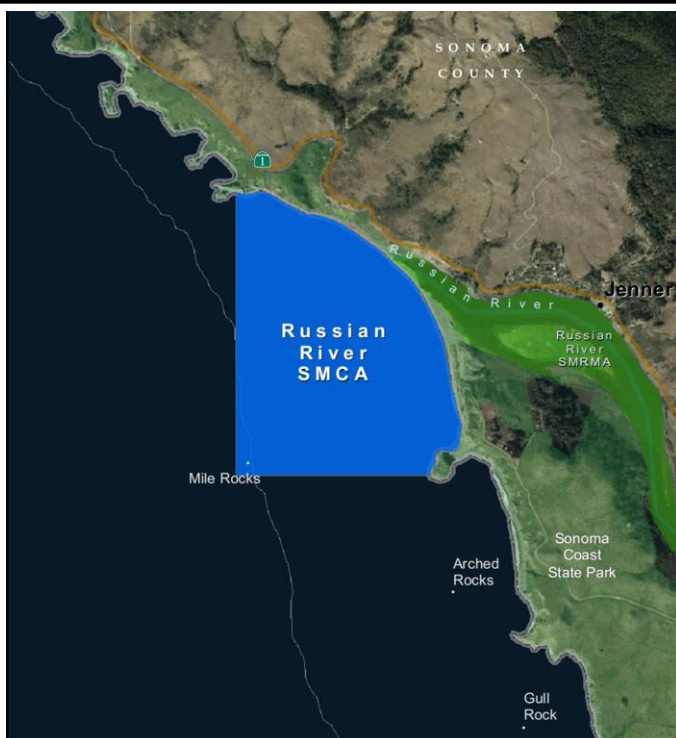 SONOMA
COUNTY
1
Russian River
Jenner
Russian
River
SMCA
Russian
River
SMRMA
Mile Rocks
Sonoma
Coast
State Park
Arched
Rocks
Gull
Rock